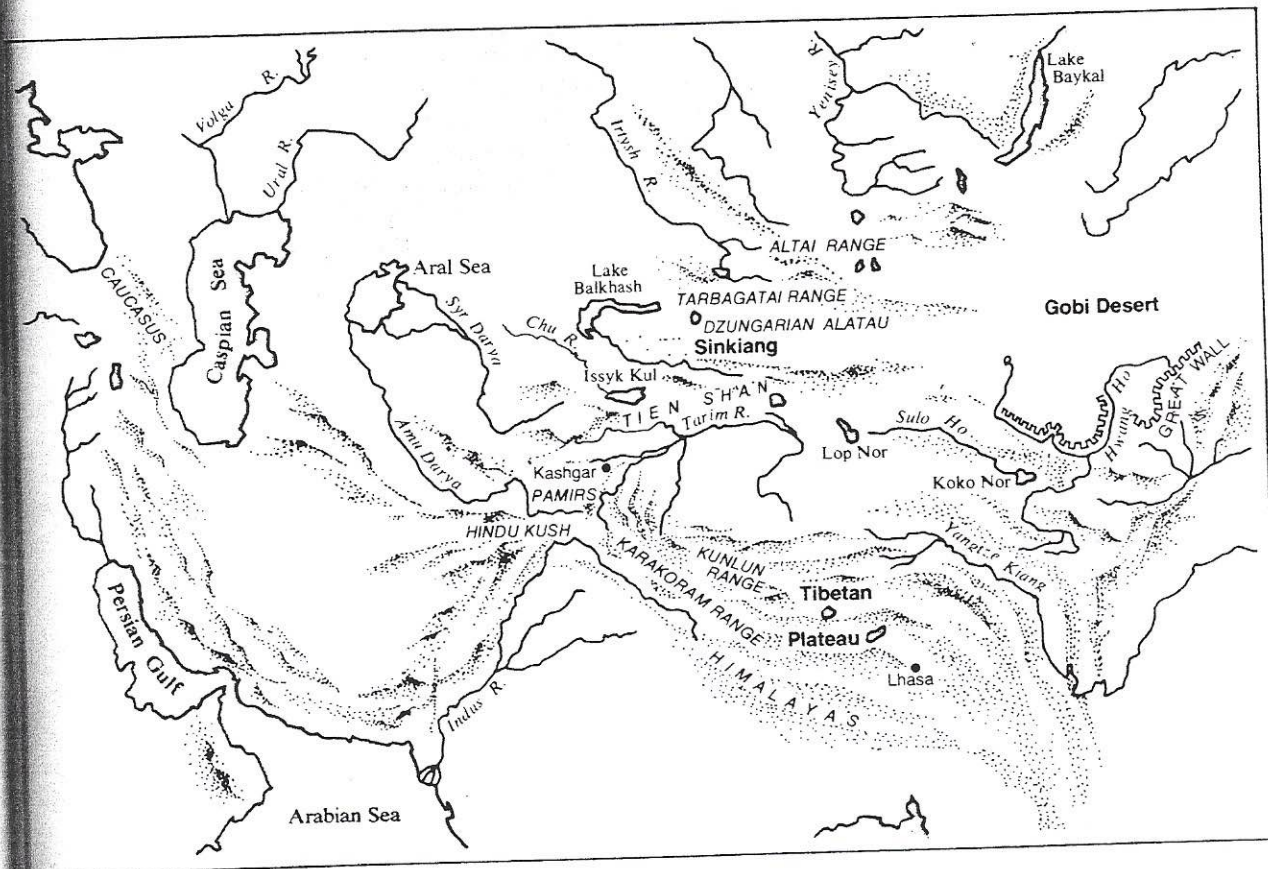 Volga R.
Ural R.
Irtysh R.
Yenisey R.
Lake
Baykal
CAUCASUS
Caspian Sea
Aral Sea
Syr Darya
Amu Darya
Lake
Balkhash
Chu R.
ALTAI RANGE
TARBAGATAI RANGE
DZUNGARIAN ALATAU
Sinkiang
Issyk Kul
TIEN SHAN
Tarim R.
Gobi Desert
GREAT WALL
Hwang Ho
Sulo Ho
Lop Nor
Koko Nor
Kashgar
PAMIRS
HINDU KUSH
KUNLUN
RANGE
KARAKORAM RANGE
Yangtze Kiang
Tibetan
Plateau
Lhasa
HIMALAYAS
Persian Gulf
Indus R.
Arabian Sea